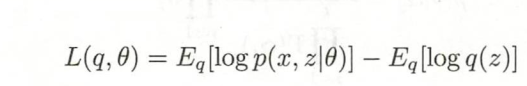 L(q, θ) = E_q[log p(x, z|θ)] − E_q[log q(z)]